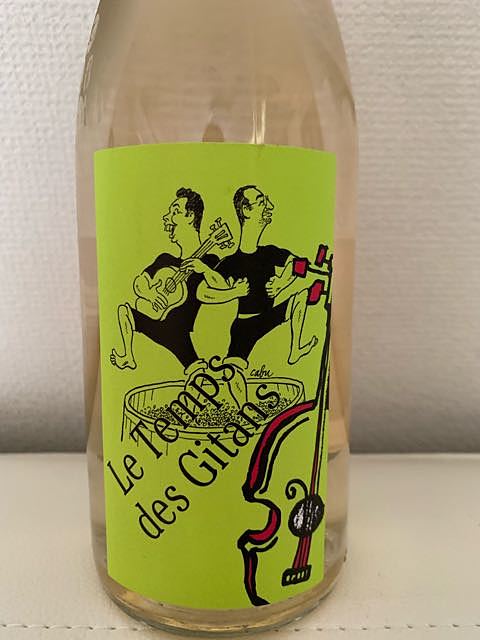 cabu
Le Temps
des Gitans